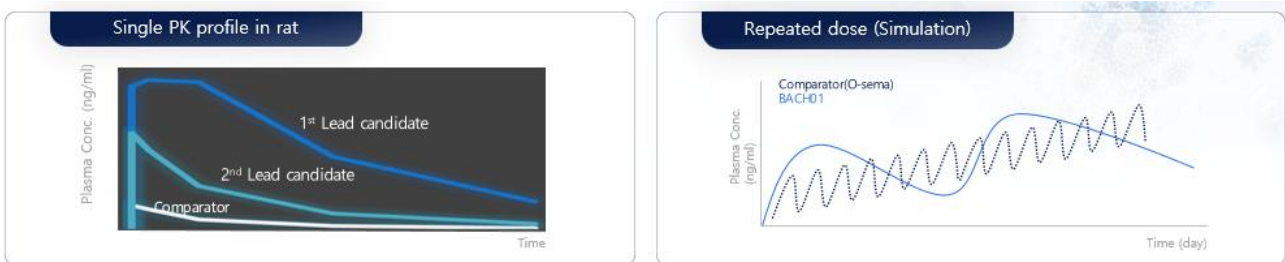 Single PK profile in rat
Plasma Conc. (ng/ml)
1st Lead candidate
2nd Lead candidate
Comparator
Time
Repeated dose (Simulation)
Comparator(O-sema)
BACH01
Plasma Conc.
(ng/ml)
Time (day)